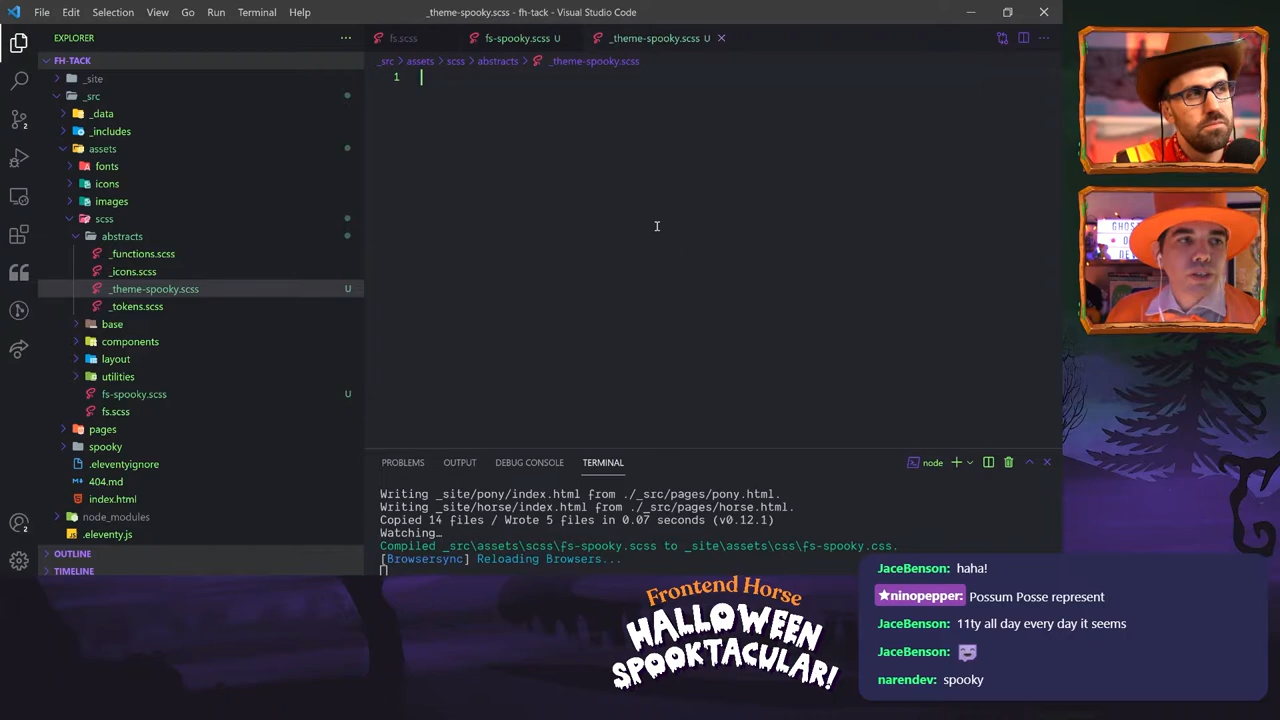 File Edit Selection View Go Run Terminal Help
_theme-spooky.scss - fh-tack - Visual Studio Code
EXPLORER
fs.scss
fs-spooky.scss U
_theme-spooky.scss U
_src > assets > scss > abstracts > _theme-spooky.scss
1
FH-TACK
_site
_src
_data
_includes
assets
fonts
icons
images
scss
abstracts
_functions.scss
_icons.scss
_theme-spooky.scss U
_tokens.scss
base
components
layout
utilities
fs-spooky.scss U
fs.scss
pages
spooky
.eleventyignore
404.md
index.html
node_modules
.eleventy.js
OUTLINE
TIMELINE
2
2
PROBLEMS OUTPUT DEBUG CONSOLE TERMINAL
node
Writing _site/pony/index.html from ./_src/pages/pony.html.
Writing _site/horse/index.html from ./_src/pages/horse.html.
Copied 14 files / Wrote 5 files in 0.07 seconds (v0.12.1)
Watching…
Compiled _src\assets\scss\fs-spooky.scss to _site\assets\css\fs-spooky.css.
[Browsersync] Reloading Browsers...
Frontend Horse
HALLOWEEN
SPOOKTACULAR!
JaceBenson: haha!
★ninopepper: Possum Posse represent
JaceBenson: 11ty all day every day it seems
JaceBenson:
narendev: spooky